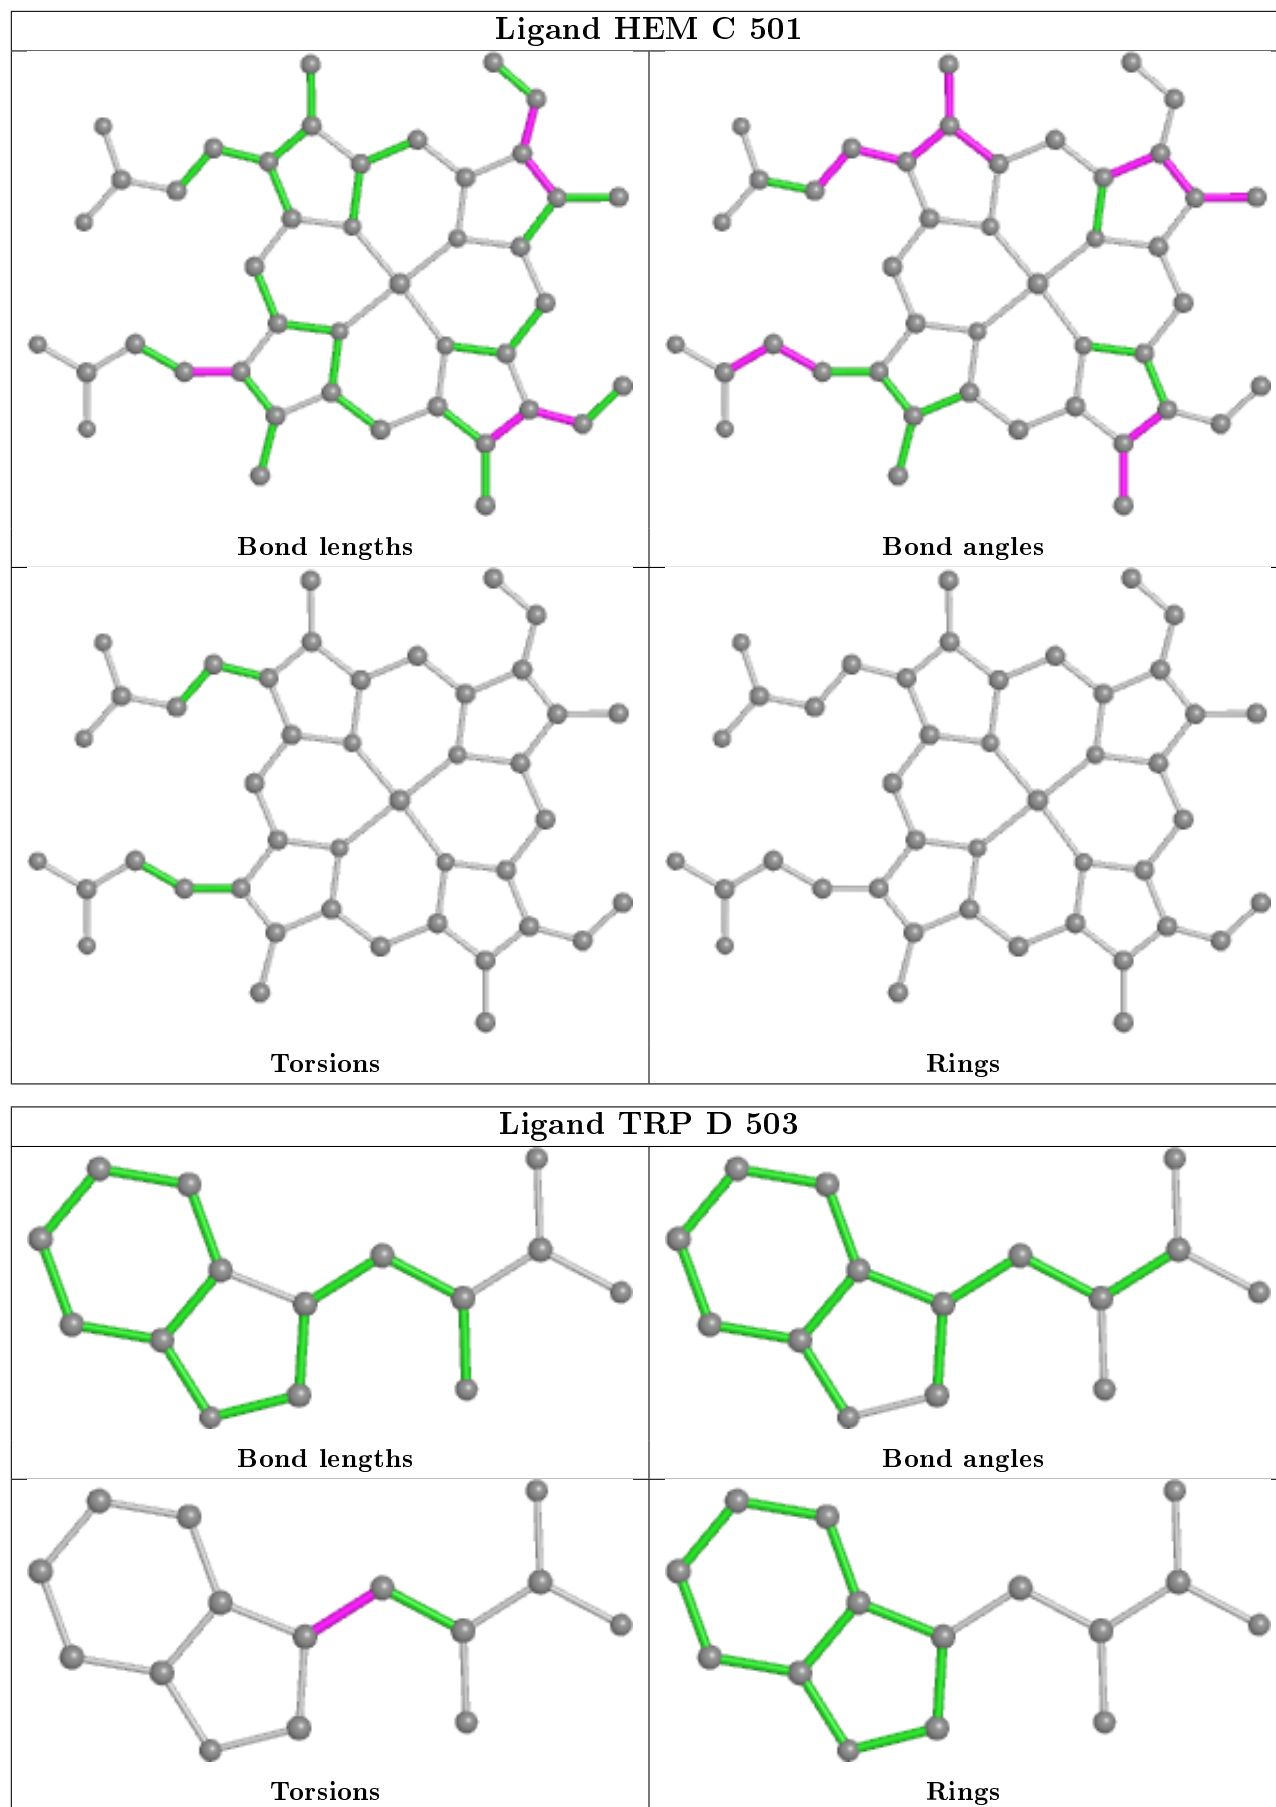 Ligand HEM C 501
Bond lengths
Bond angles
Torsions
Rings
Ligand TRP D 503
Bond lengths
Bond angles
Torsions
Rings